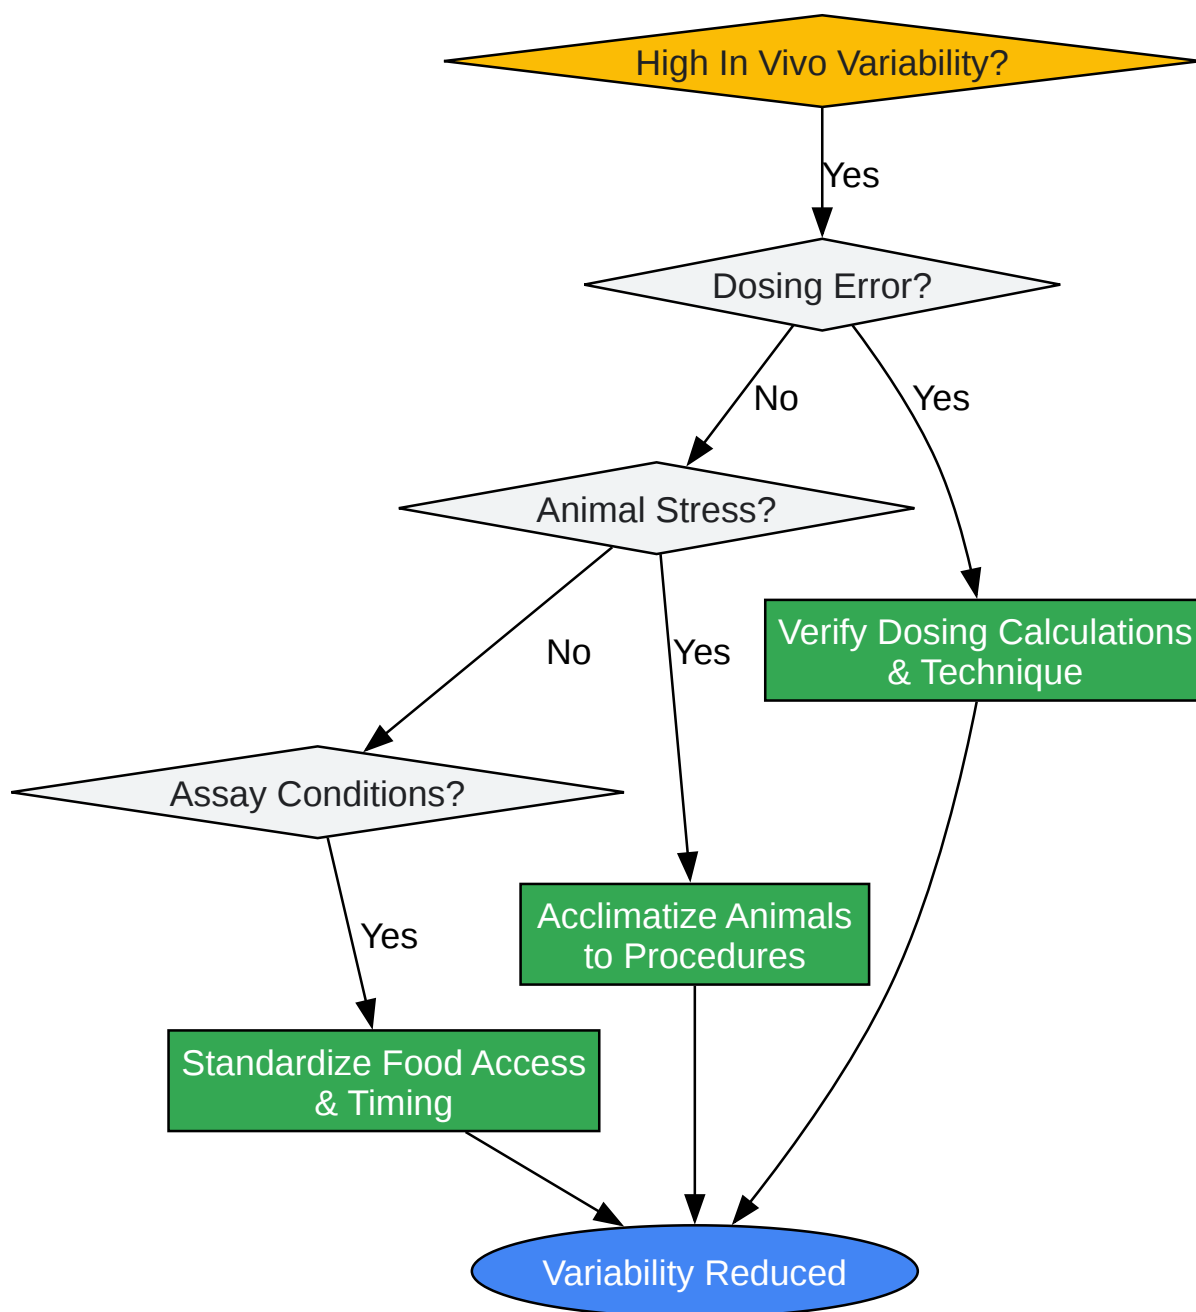 High In Vivo Variability?
Yes
Dosing Error?
No
Yes
Animal Stress?
Verify Dosing Calculations
& Technique
No
Yes
Assay Conditions?
Acclimatize Animals
to Procedures
Yes
Standardize Food Access
& Timing
Variability Reduced